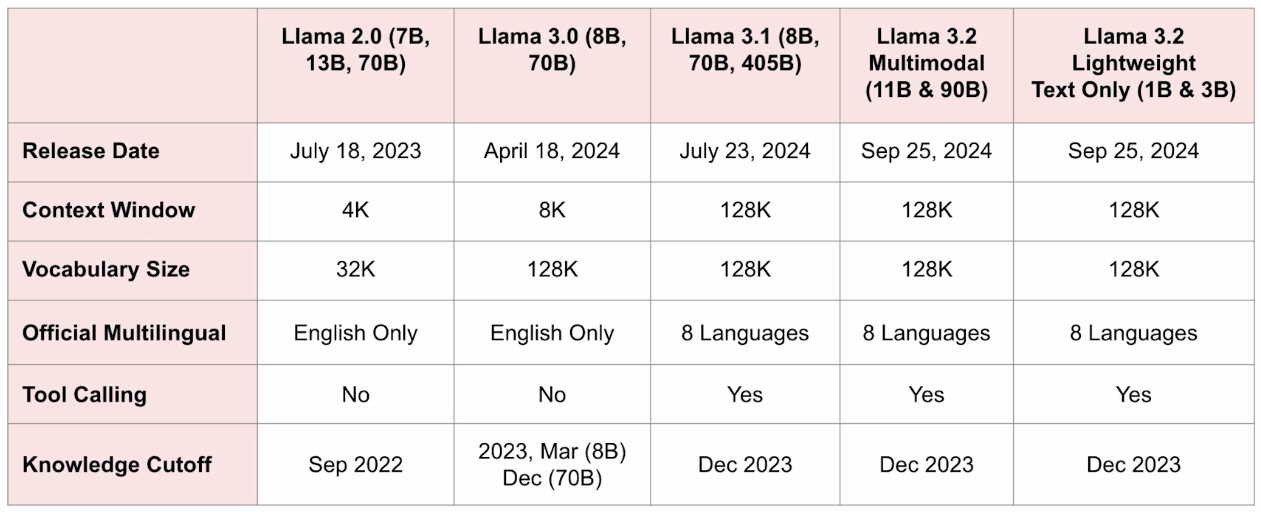 Llama 2.0 (7B, 13B, 70B)
Llama 3.0 (8B, 70B)
Llama 3.1 (8B, 70B, 405B)
Llama 3.2 Multimodal (11B & 90B)
Llama 3.2 Lightweight Text Only (1B & 3B)
Release Date July 18, 2023 April 18, 2024 July 23, 2024 Sep 25, 2024 Sep 25, 2024
Context Window 4K 8K 128K 128K 128K
Vocabulary Size 32K 128K 128K 128K 128K
Official Multilingual English Only English Only 8 Languages 8 Languages 8 Languages
Tool Calling No No Yes Yes Yes
Knowledge Cutoff Sep 2022 2023, Mar (8B) Dec (70B) Dec 2023 Dec 2023 Dec 2023